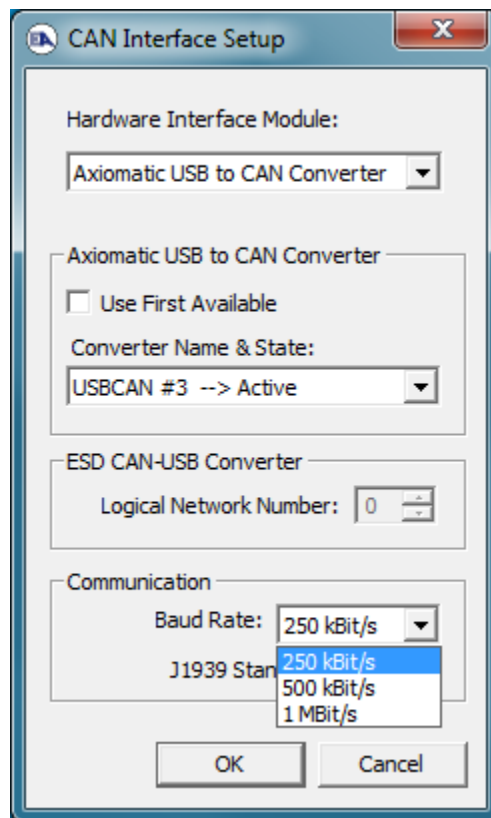 EA
CAN Interface Setup
Hardware Interface Module:
Axiomatic USB to CAN Converter
Axiomatic USB to CAN Converter
Use First Available
Converter Name & State:
USBCAN #3 --> Active
ESD CAN-USB Converter
Logical Network Number: 0
Communication
Baud Rate: 250 kBit/s
250 kBit/s
J1939 Stan
500 kBit/s
1 MBit/s
OK Cancel